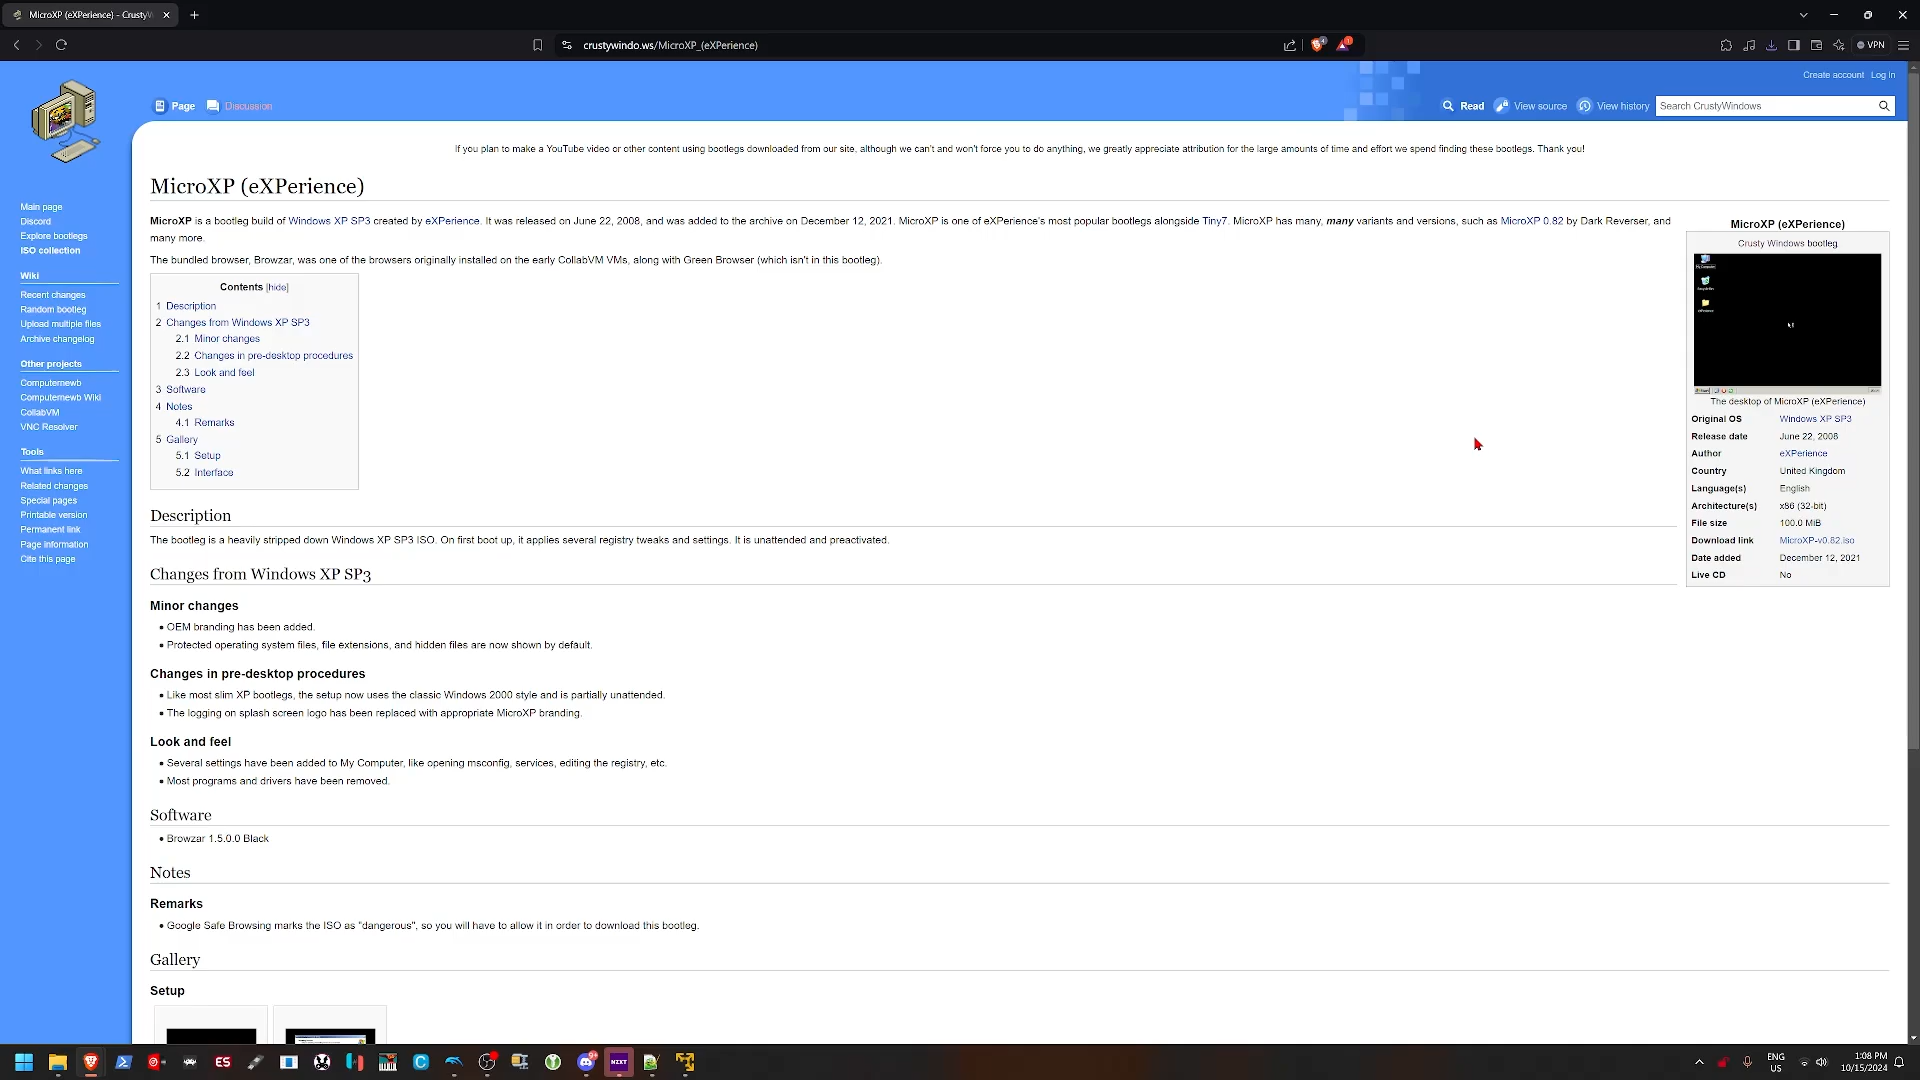 MicroXP (eXPerience) - CrustyW
crustywindo.ws/MicroXP_(eXPerience)
VPN
Create account Log in
Page Discussion
Read View source View history Search CrustyWindows
If you plan to make a YouTube video or other content using bootlegs downloaded from our site, although we can't and won't force you to do anything, we greatly appreciate attribution for the large amounts of time and effort we spend finding these bootlegs. Thank you!
Main page
Discord
Explore bootlegs
ISO collection
Wiki
Recent changes
Random bootleg
Upload multiple files
Archive changelog
Other projects
Computernewb
Computernewb Wiki
CollabVM
VNC Resolver
Tools
What links here
Related changes
Special pages
Printable version
Permanent link
Page information
Cite this page
MicroXP (eXPerience)
MicroXP is a bootleg build of Windows XP SP3 created by eXPerience. It was released on June 22, 2008, and was added to the archive on December 12, 2021. MicroXP is one of eXPerience's most popular bootlegs alongside Tiny7. MicroXP has many, many variants and versions, such as MicroXP 0.82 by Dark Reverser, and
many more.
The bundled browser, Browzar, was one of the browsers originally installed on the early CollabVM VMs, along with Green Browser (which isn't in this bootleg).
Contents [hide]
1 Description
2 Changes from Windows XP SP3
2.1 Minor changes
2.2 Changes in pre-desktop procedures
2.3 Look and feel
3 Software
4 Notes
4.1 Remarks
5 Gallery
5.1 Setup
5.2 Interface
MicroXP (eXPerience)
Crusty Windows bootleg
The desktop of MicroXP (eXPerience)
Original OS Windows XP SP3
Release date June 22, 2008
Author eXPerience
Country United Kingdom
Language(s) English
Architecture(s) x86 (32-bit)
File size 100.0 MiB
Download link MicroXP-v0.82.iso
Date added December 12, 2021
Live CD No
Description
The bootleg is a heavily stripped down Windows XP SP3 ISO. On first boot up, it applies several registry tweaks and settings. It is unattended and preactivated.
Changes from Windows XP SP3
Minor changes
• OEM branding has been added.
• Protected operating system files, file extensions, and hidden files are now shown by default.
Changes in pre-desktop procedures
• Like most slim XP bootlegs, the setup now uses the classic Windows 2000 style and is partially unattended.
• The logging on splash screen logo has been replaced with appropriate MicroXP branding.
Look and feel
• Several settings have been added to My Computer, like opening msconfig, services, editing the registry, etc.
• Most programs and drivers have been removed.
Software
• Browzar 1.5.0.0 Black
Notes
Remarks
• Google Safe Browsing marks the ISO as "dangerous", so you will have to allow it in order to download this bootleg.
Gallery
Setup
ES
NZXT
ENG
US
1:08 PM
10/15/2024